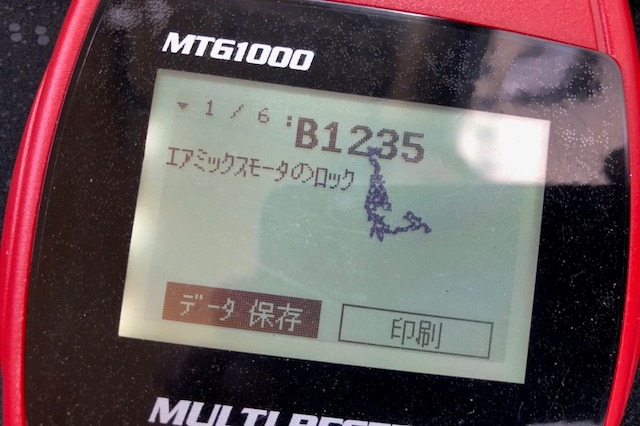 MTG1000
1 / 6 : B1235
エアミックスモータのロック
データ 保存
印刷